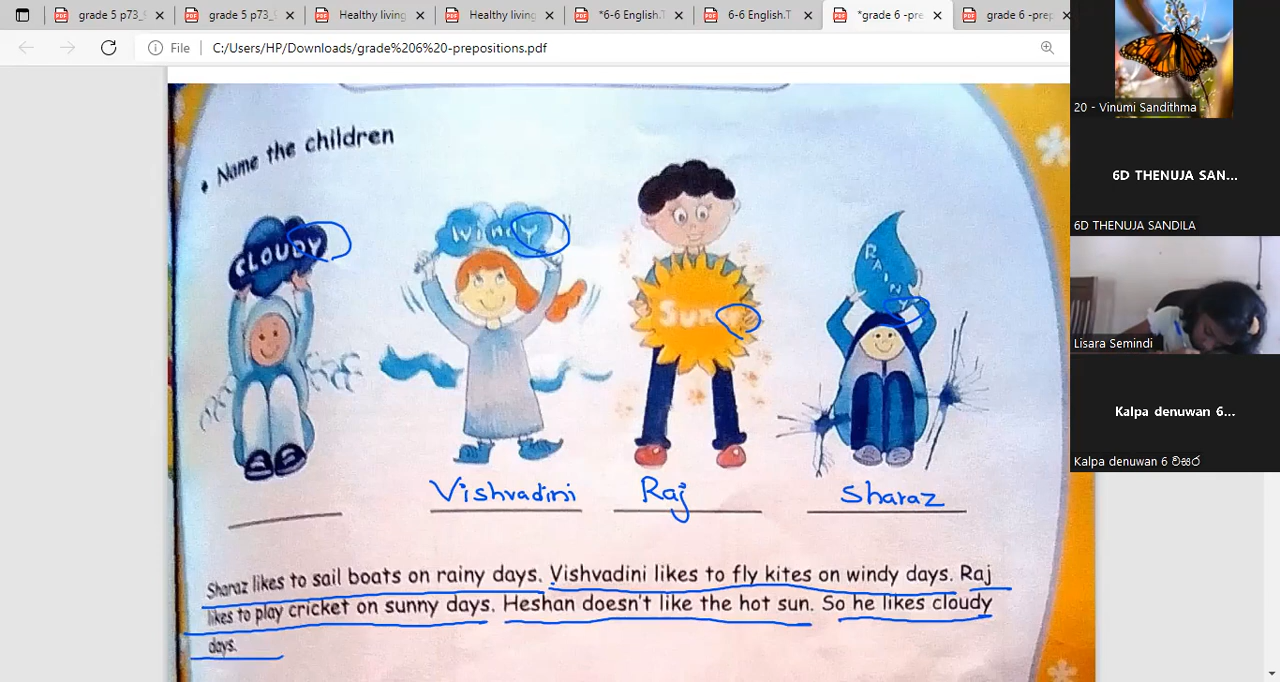 grade 5 p73_
grade 5 p73_
Healthy living
Healthy living
*6-6 English.T
6-6 English.T
*grade 6 -pre
grade 6 -prep
File
C:/Users/HP/Downloads/grade%206%20-prepositions.pdf
Name the children
CLOUDY
Windy
Sunny
RAINY
Vishvadini
Raj
Sharaz
Sharaz likes to sail boats on rainy days. Vishvadini likes to fly kites on windy days. Raj
likes to play cricket on sunny days. Heshan doesn't like the hot sun. So he likes cloudy
days.
20 - Vinumi Sandithma
6D THENUJA SAN...
6D THENUJA SANDILA
Lisara Semindi
Kalpa denuwan 6...
Kalpa denuwan 6 විසර